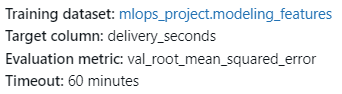 Training dataset: mlops_project.modeling_features
Target column: delivery_seconds
Evaluation metric: val_root_mean_squared_error
Timeout: 60 minutes